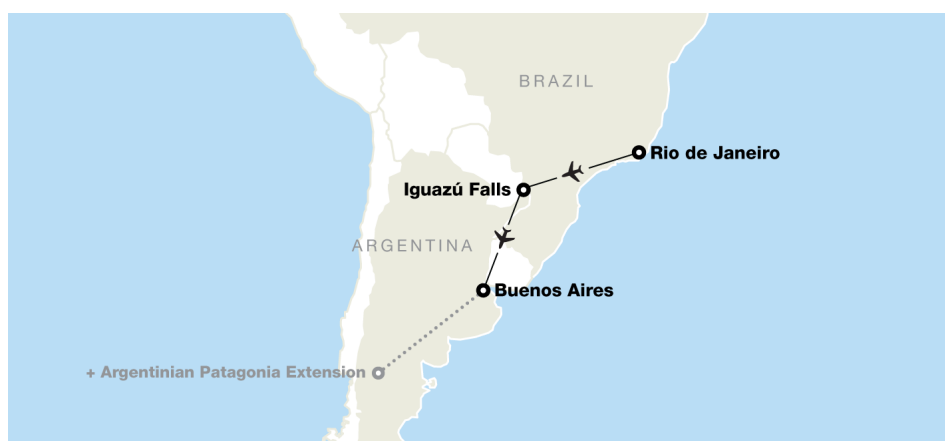 BRAZIL
Rio de Janeiro
Iguazú Falls
ARGENTINA
Buenos Aires
+ Argentinian Patagonia Extension